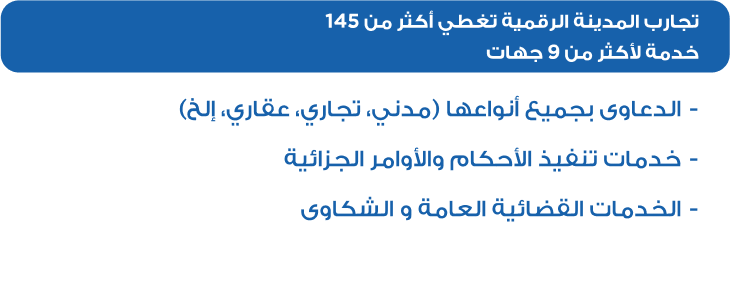 تجارب المدينة الرقمية تغطي أكثر من 145
خدمة لأكثر من 9 جهات
- الدعاوى بجميع أنواعها (مدني، تجاري، عقاري، إلخ)
- خدمات تنفيذ الأحكام والأوامر الجزائية
- الخدمات القضائية العامة و الشكاوى